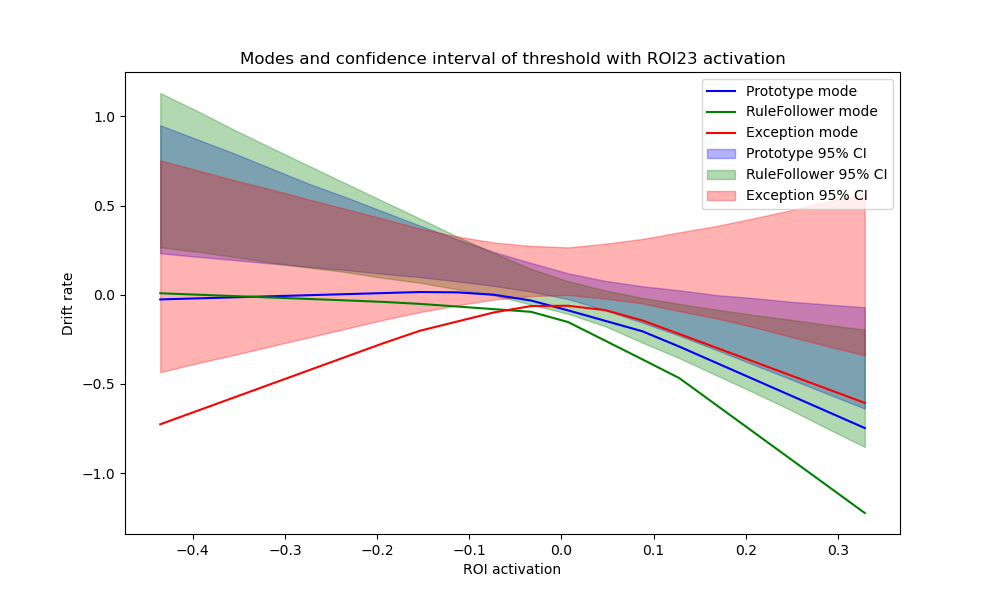 Modes and confidence interval of threshold with ROI23 activation
Prototype mode
RuleFollower mode
Exception mode
Prototype 95% CI
RuleFollower 95% CI
Exception 95% CI
Drift rate
1.0
0.5
0.0
−0.5
−1.0
−0.4
−0.3
−0.2
−0.1
0.0
0.1
0.2
0.3
ROI activation